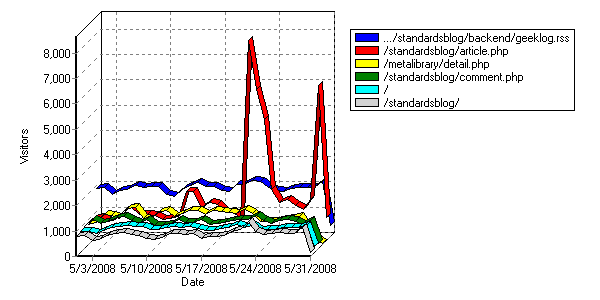 .../standardsblog/backend/geeklog.rss
/standardsblog/article.php
/metalibrary/detail.php
/standardsblog/comment.php
/
/standardsblog/
8,000
7,000
6,000
5,000
4,000
3,000
2,000
1,000
0
Visitors
5/3/2008 5/10/2008 5/17/2008 5/24/2008 5/31/2008
Date